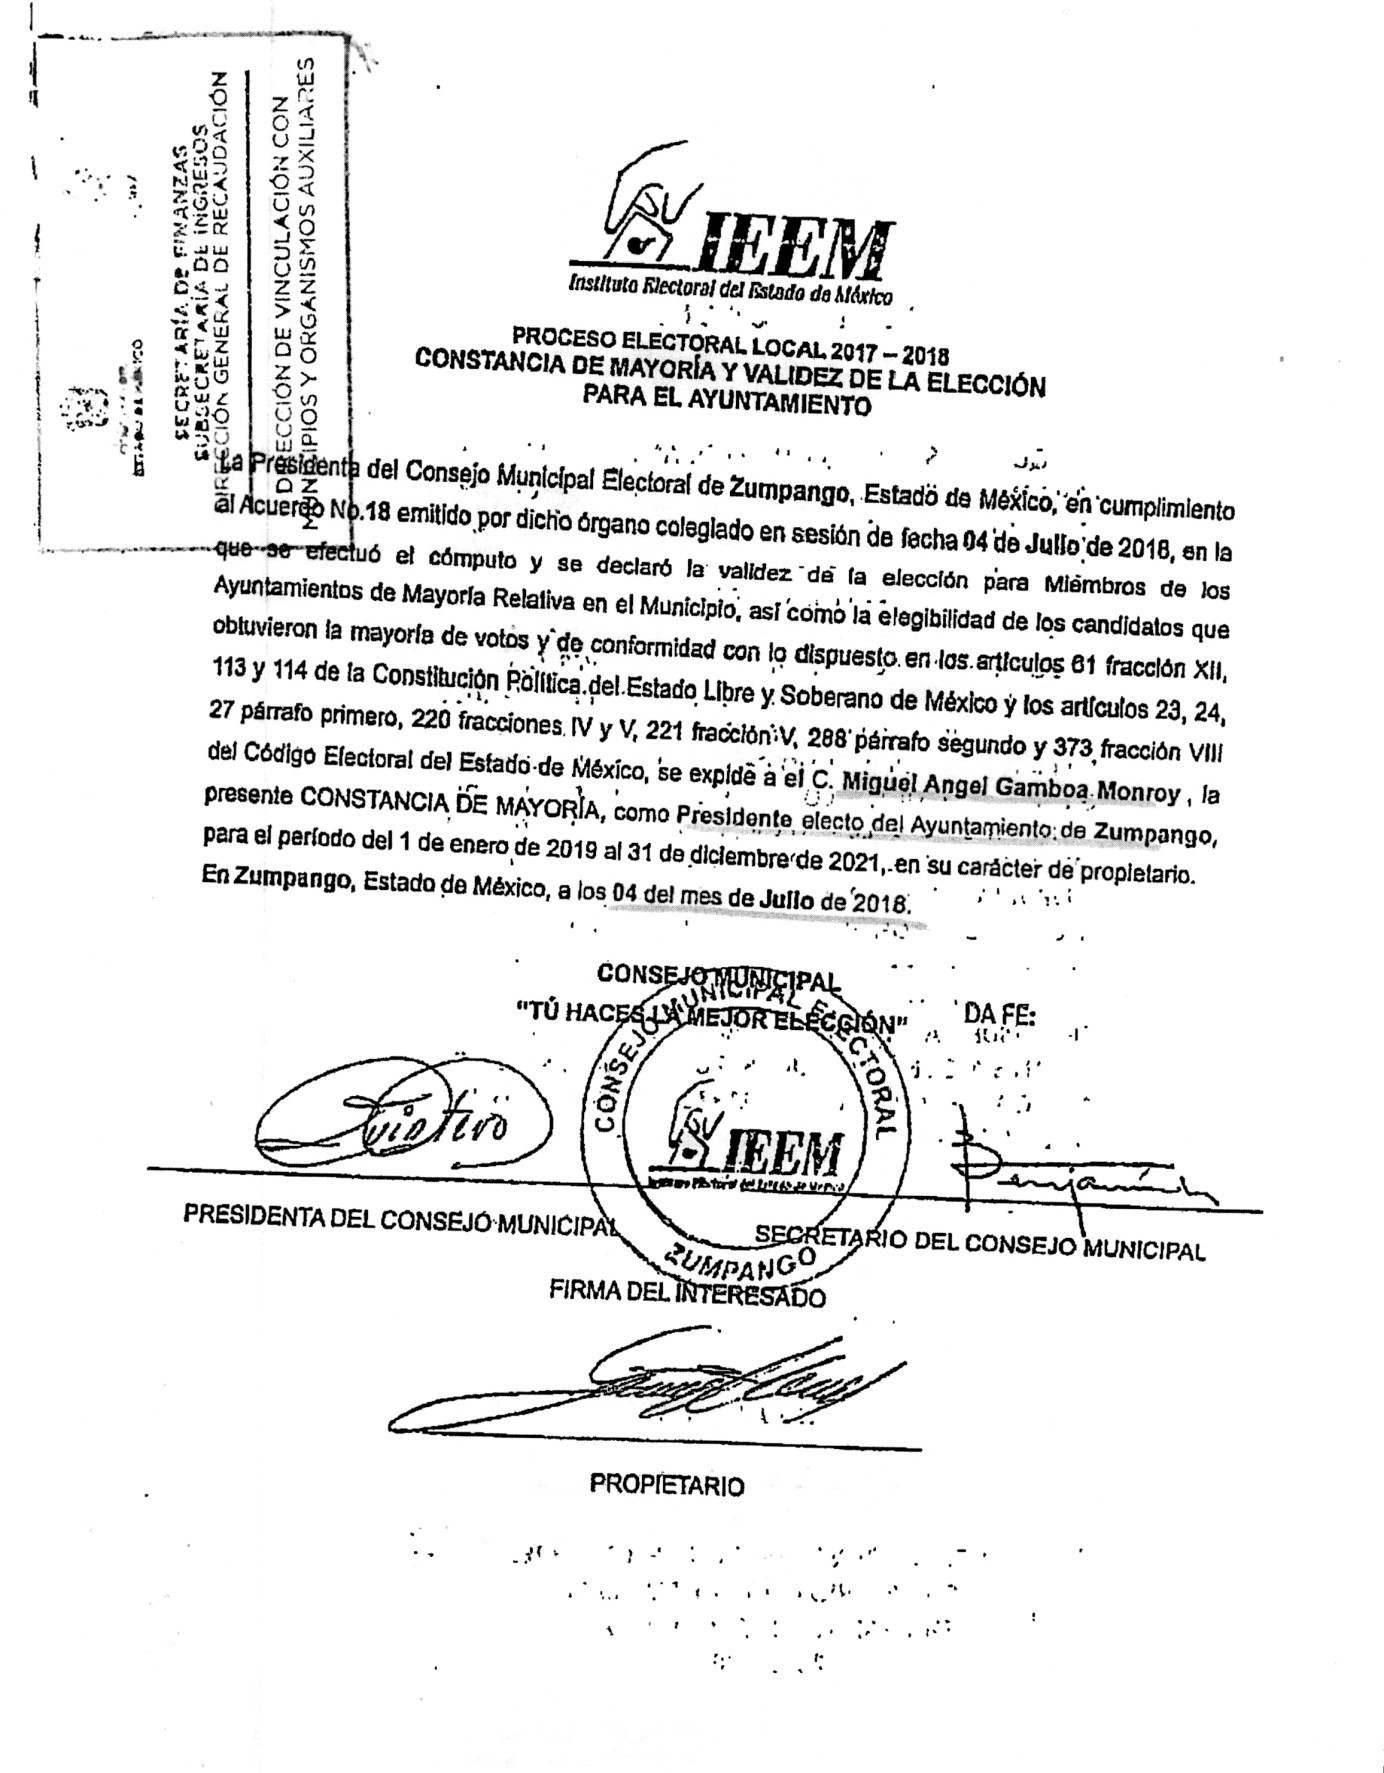 SECRETARÍA DE FINANZAS
SUBSECRETARÍA DE INGRESOS
DIRECCIÓN GENERAL DE RECAUDACIÓN
DIRECCIÓN DE VINCULACIÓN CON
MUNICIPIOS Y ORGANISMOS AUXILIARES
ESTADO DE MÉXICO
IEEM
Instituto Electoral del Estado de México
PROCESO ELECTORAL LOCAL 2017 – 2018
CONSTANCIA DE MAYORÍA Y VALIDEZ DE LA ELECCIÓN
PARA EL AYUNTAMIENTO
La Presidenta del Consejo Municipal Electoral de Zumpango, Estado de México, en cumplimiento
al Acuerdo No.18 emitido por dicho órgano colegiado en sesión de fecha 04 de Julio de 2018, en la
que se efectuó el cómputo y se declaró la validez de la elección para Miembros de los
Ayuntamientos de Mayoría Relativa en el Municipio, así como la elegibilidad de los candidatos que
obtuvieron la mayoría de votos y de conformidad con lo dispuesto en los artículos 61 fracción XII,
113 y 114 de la Constitución Política del Estado Libre y Soberano de México y los artículos 23, 24,
27 párrafo primero, 220 fracciones IV y V, 221 fracción V, 288 párrafo segundo y 373 fracción VIII
del Código Electoral del Estado de México, se expide a el C. Miguel Angel Gamboa Monroy , la
presente CONSTANCIA DE MAYORÍA, como Presidente electo del Ayuntamiento de Zumpango,
para el período del 1 de enero de 2019 al 31 de diciembre de 2021, en su carácter de propietario.
En Zumpango, Estado de México, a los 04 del mes de Julio de 2018.
CONSEJO MUNICIPAL
"TÚ HACES LA MEJOR ELECCIÓN"
DA FE:
CONSEJO MUNICIPAL ELECTORAL
IEEM
Instituto Electoral del Estado de México
ZUMPANGO
PRESIDENTA DEL CONSEJO MUNICIPAL
SECRETARIO DEL CONSEJO MUNICIPAL
FIRMA DEL INTERESADO
PROPIETARIO